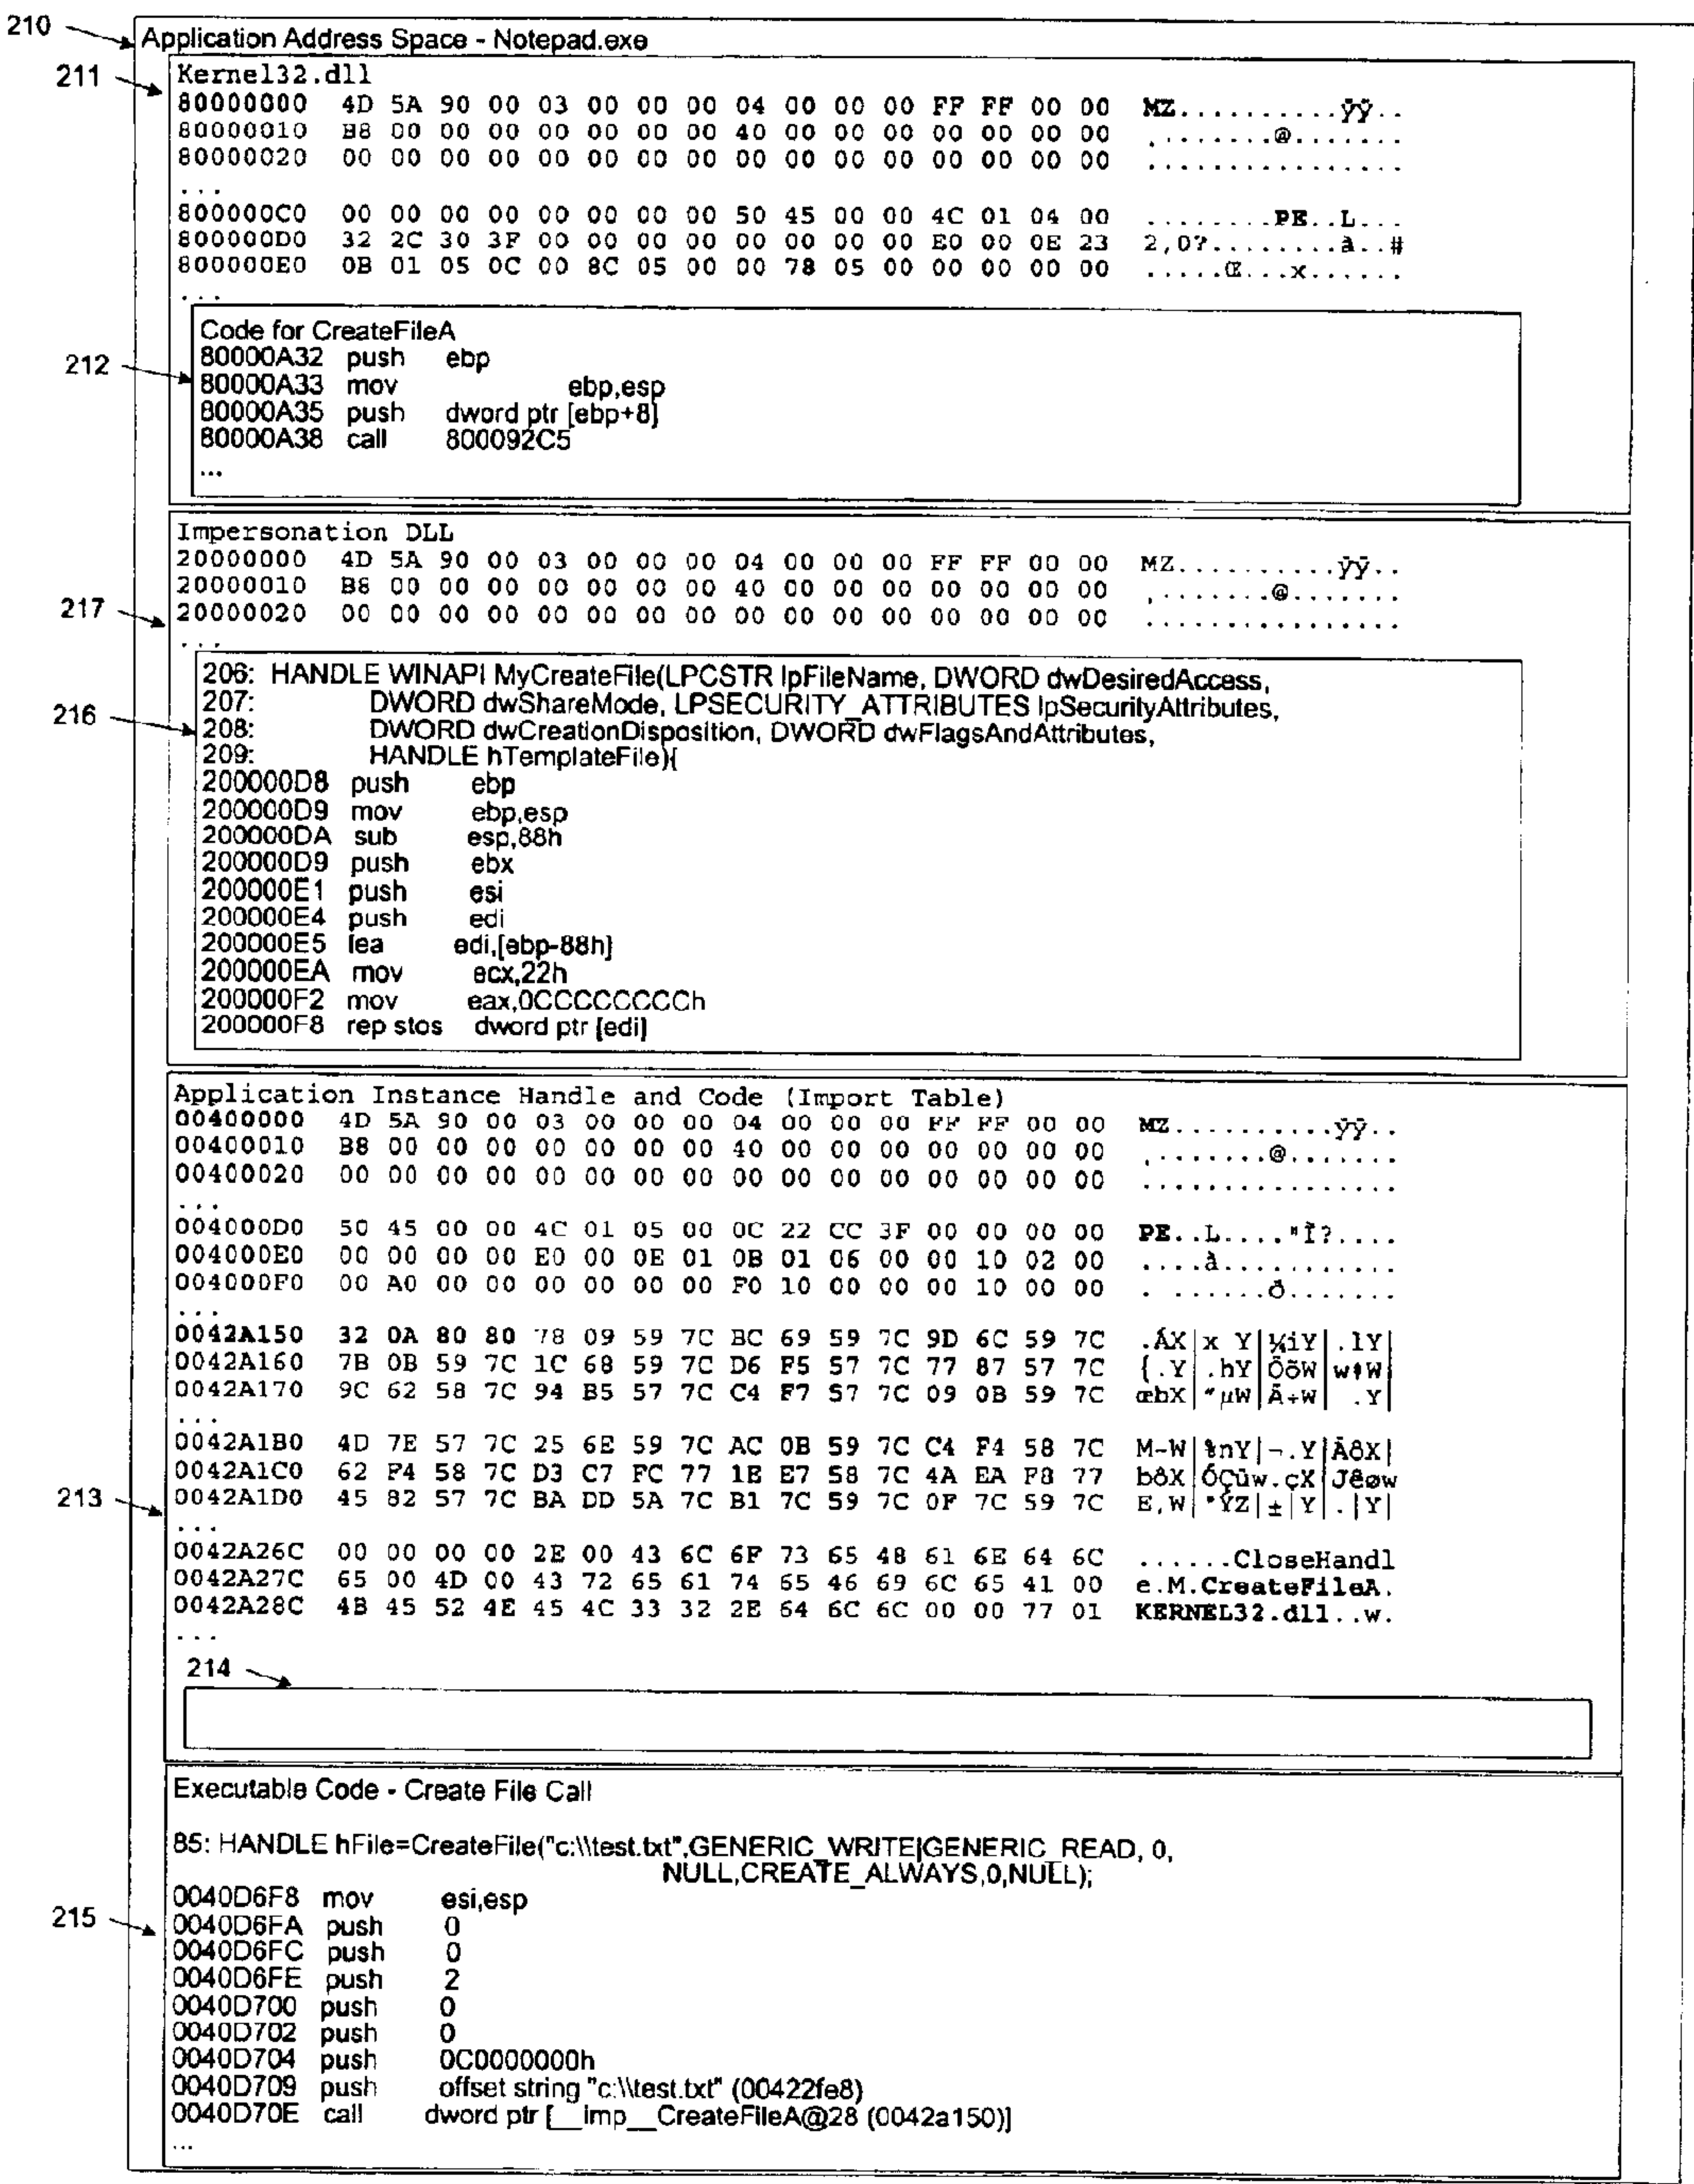 210
Application Address Space - Notepad.exe
211
Kernel32.dll
80000000 4D 5A 90 00 03 00 00 00 04 00 00 00 FF FF 00 00 MZ..........ÿÿ..
80000010 B8 00 00 00 00 00 00 00 40 00 00 00 00 00 00 00 ¸.......@.......
80000020 00 00 00 00 00 00 00 00 00 00 00 00 00 00 00 00 ................
...
800000C0 00 00 00 00 00 00 00 00 50 45 00 00 4C 01 04 00 ........PE..L...
800000D0 32 2C 30 3F 00 00 00 00 00 00 00 00 E0 00 0E 23 2,0?........à..#
800000E0 0B 01 05 0C 00 8C 05 00 00 78 05 00 00 00 00 00 .....Œ...x......
...
Code for CreateFileA
212
80000A32 push ebp
80000A33 mov ebp,esp
80000A35 push dword ptr [ebp+8]
80000A38 call 800092C5
...
Impersonation DLL
20000000 4D 5A 90 00 03 00 00 00 04 00 00 00 FF FF 00 00 MZ..........ÿÿ..
20000010 B8 00 00 00 00 00 00 00 40 00 00 00 00 00 00 00 ¸.......@.......
217
20000020 00 00 00 00 00 00 00 00 00 00 00 00 00 00 00 00 ................
...
206: HANDLE WINAPI MyCreateFile(LPCSTR lpFileName, DWORD dwDesiredAccess,
207: DWORD dwShareMode, LPSECURITY_ATTRIBUTES lpSecurityAttributes,
216
208: DWORD dwCreationDisposition, DWORD dwFlagsAndAttributes,
209: HANDLE hTemplateFile){
200000D8 push ebp
200000D9 mov ebp,esp
200000DA sub esp,88h
200000D9 push ebx
200000E1 push esi
200000E4 push edi
200000E5 lea edi,[ebp-88h]
200000EA mov ecx,22h
200000F2 mov eax,0CCCCCCCCh
200000F8 rep stos dword ptr [edi]
Application Instance Handle and Code (Import Table)
00400000 4D 5A 90 00 03 00 00 00 04 00 00 00 FF FF 00 00 MZ..........ÿÿ..
00400010 B8 00 00 00 00 00 00 00 40 00 00 00 00 00 00 00 ¸.......@.......
00400020 00 00 00 00 00 00 00 00 00 00 00 00 00 00 00 00 ................
...
004000D0 50 45 00 00 4C 01 05 00 0C 22 CC 3F 00 00 00 00 PE..L...."Ì?....
004000E0 00 00 00 00 E0 00 0E 01 0B 01 06 00 00 10 02 00 ....à...........
004000F0 00 A0 00 00 00 00 00 00 F0 10 00 00 00 10 00 00 . ......ð.......
...
0042A150 32 0A 80 80 78 09 59 7C BC 69 59 7C 9D 6C 59 7C .ÁX|x Y|¼iY|.lY|
0042A160 7B 0B 59 7C 1C 68 59 7C D6 F5 57 7C 77 87 57 7C {.Y|.hY|ÖõW|w‡W|
0042A170 9C 62 58 7C 94 B5 57 7C C4 F7 57 7C 09 0B 59 7C œbX|”µW|Ä÷W| .Y|
...
0042A1B0 4D 7E 57 7C 25 6E 59 7C AC 0B 59 7C C4 F4 58 7C M~W|%nY|¬.Y|ÄôX|
0042A1C0 62 F4 58 7C D3 C7 FC 77 1E E7 58 7C 4A EA F8 77 bôX|ÓÇüw.çX|Jêøw
213
0042A1D0 45 82 57 7C BA DD 5A 7C B1 7C 59 7C 0F 7C 59 7C E‚W|ºÝZ|±|Y|.|Y|
...
0042A26C 00 00 00 00 2E 00 43 6C 6F 73 65 48 61 6E 64 6C ......CloseHandl
0042A27C 65 00 4D 00 43 72 65 61 74 65 46 69 6C 65 41 00 e.M.CreateFileA.
0042A28C 4B 45 52 4E 45 4C 33 32 2E 64 6C 6C 00 00 77 01 KERNEL32.dll..w.
...
214
Executable Code - Create File Call
85: HANDLE hFile=CreateFile("c:\\test.txt",GENERIC_WRITE|GENERIC_READ, 0,
NULL,CREATE_ALWAYS,0,NULL);
0040D6F8 mov esi,esp
215
0040D6FA push 0
0040D6FC push 0
0040D6FE push 2
0040D700 push 0
0040D702 push 0
0040D704 push 0C0000000h
0040D709 push offset string "c:\\test.txt" (00422fe8)
0040D70E call dword ptr [__imp__CreateFileA@28 (0042a150)]
...